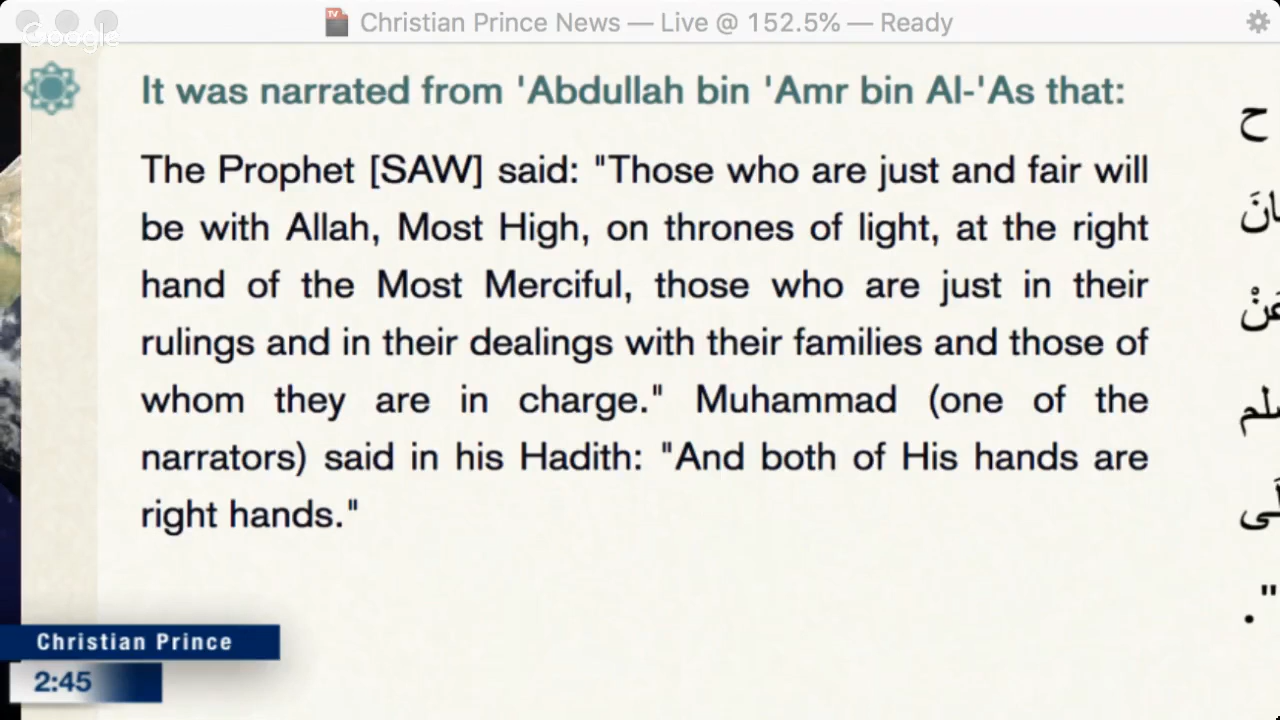 Christian Prince News — Live @ 152.5% — Ready
Google
It was narrated from 'Abdullah bin 'Amr bin Al-'As that:
The Prophet [SAW] said: "Those who are just and fair will
be with Allah, Most High, on thrones of light, at the right
hand of the Most Merciful, those who are just in their
rulings and in their dealings with their families and those of
whom they are in charge." Muhammad (one of the
narrators) said in his Hadith: "And both of His hands are
right hands."
ح
Christian Prince
2:45